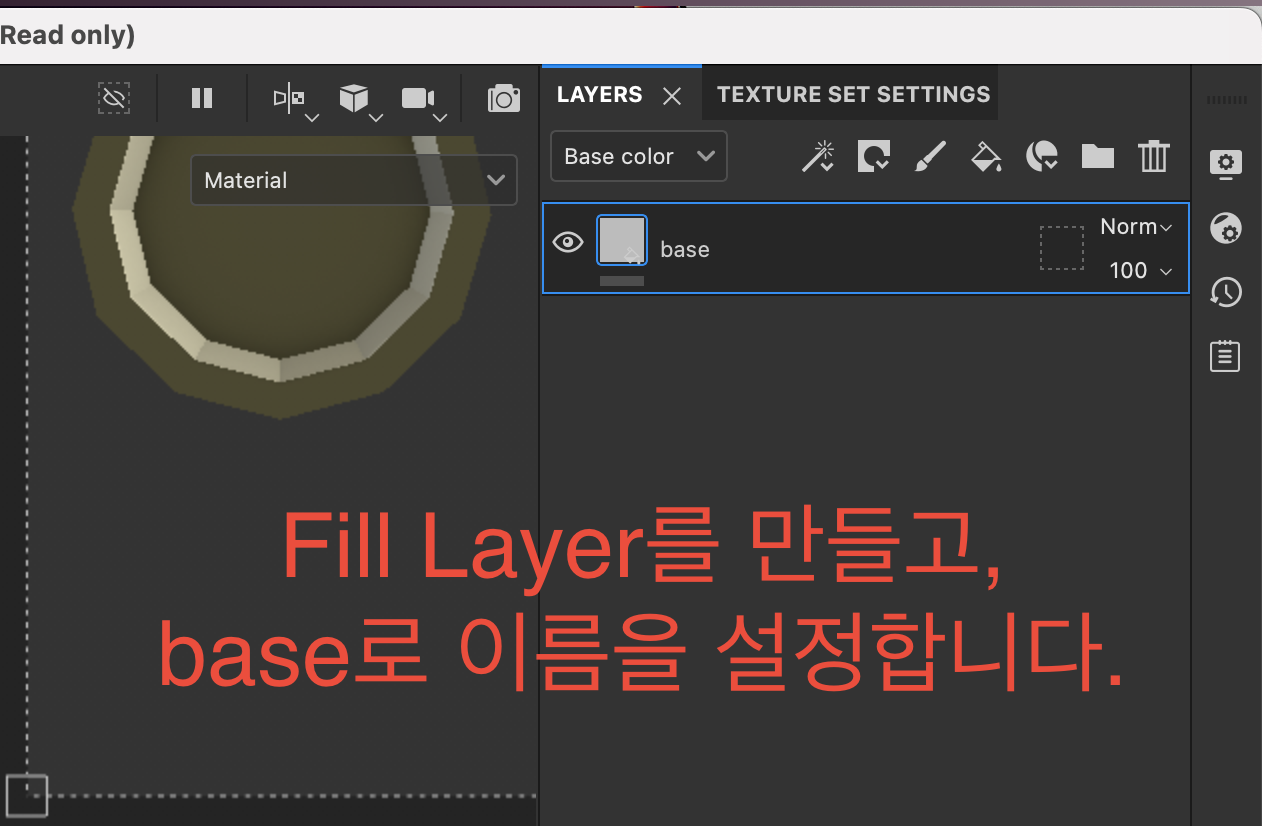 Read only)
LAYERS
TEXTURE SET SETTINGS
Base color
Material
Norm
base
100
Fill Layer를 만들고,
base로 이름을 설정합니다.